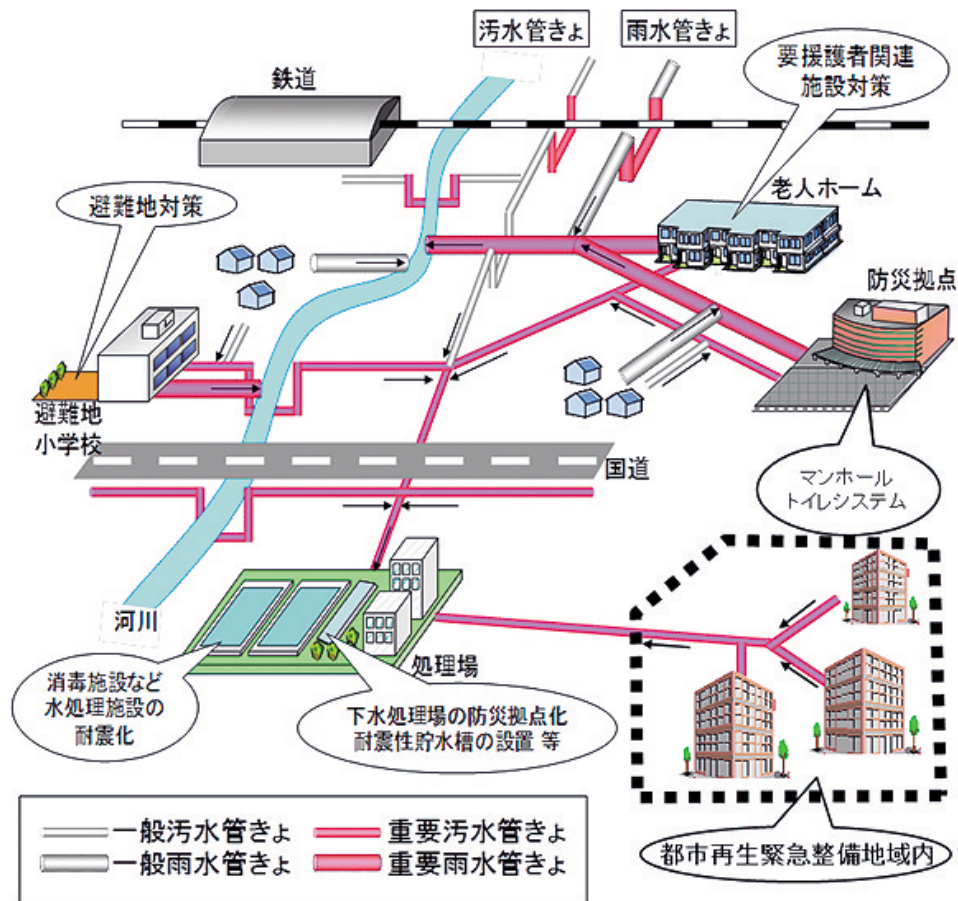 汚水管きょ
雨水管きょ
要援護者関連
施設対策
鉄道
避難地対策
老人ホーム
防災拠点
避難地
小学校
国道
マンホール
トイレシステム
河川
処理場
消毒施設など
水処理施設の
耐震化
下水処理場の防災拠点化
耐震性貯水槽の設置 等
一般汚水管きょ
重要汚水管きょ
一般雨水管きょ
重要雨水管きょ
都市再生緊急整備地域内